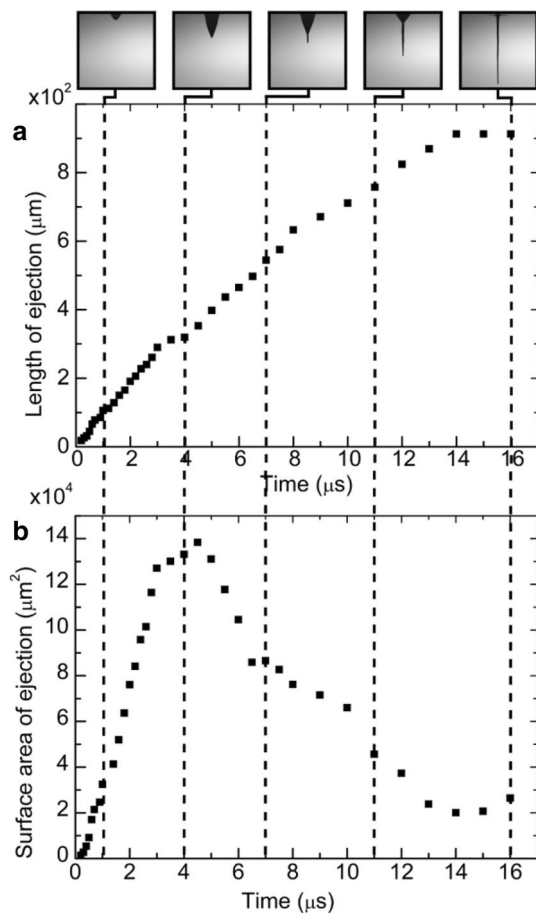 x10²
a
8
6
4
2
0
Length of ejection (μm)
0 2 4 6 8 10 12 14 16
Time (μs)
x10⁴
b
14
12
10
8
6
4
2
0
Surface area of ejection (μm²)
0 2 4 6 8 10 12 14 16
Time (μs)